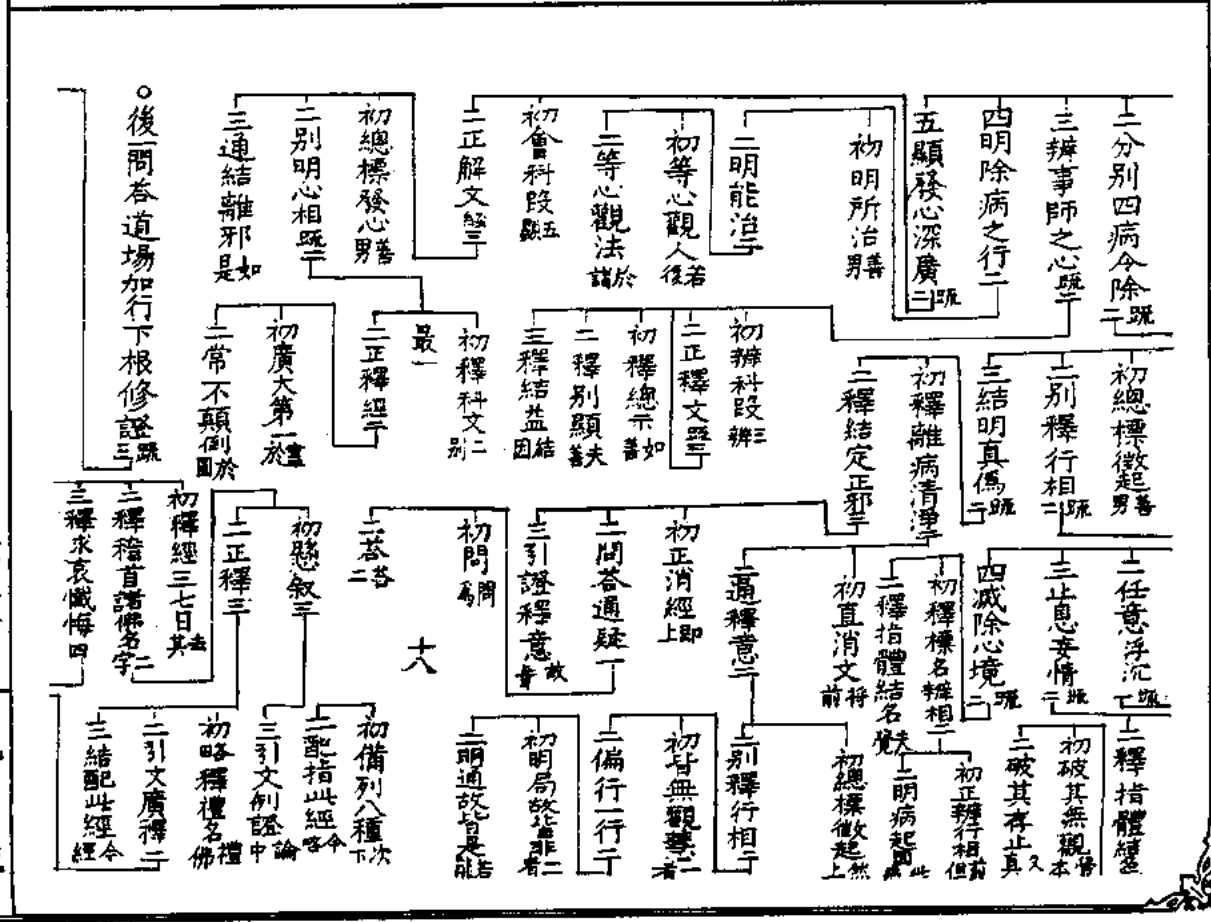 二分別四病令除二疏
三辨事師之心疏二
四明除病之行二
五顯發心深廣疏二
初明所治善男
二明能治二
初等心觀人若後
二等心觀法於諸
初會科段五顯
二正解文經三
初總標發心善男
二別明心相疏二
三通結離邪如是
○後一問答道場加行下根修證疏三
初總標徵起善男
二別釋行相疏二
三結明真偽疏二
初釋離病清淨二
二釋結定正邪三
初辨科段三辨
二正釋文疏三
初釋總示如善
二釋別顯夫善
三釋結益結因
初釋科文二別
最一
二正釋經二
初廣大第一於
二常不顛倒於圓
二任意浮沉疏二
三止息妄情疏二
四滅除心境疏二
初釋標名辨相二
二釋指體結名夫覺
初直消文將前
二通釋意二
初正消經即上
二問答通疑一
三引證釋意故
初問問為
二答答二
十八
初懸敘三
二正釋三
初釋經三七日去其
二釋稽首諸佛名字二
三釋求哀懺悔四
二釋指體
初破其無觀本
二破其存止又真
初正辨行相前但
二明病起因此
初總標徵起然上
二別釋行相二
初皆無觀慧二者
二偏行一行二
初明局故皆非二者
二明通故皆是若能
初備列八種次下
二配指此經今略
三引文例證論中
初略釋禮名禮佛
二引文廣釋二
三結配此經今經